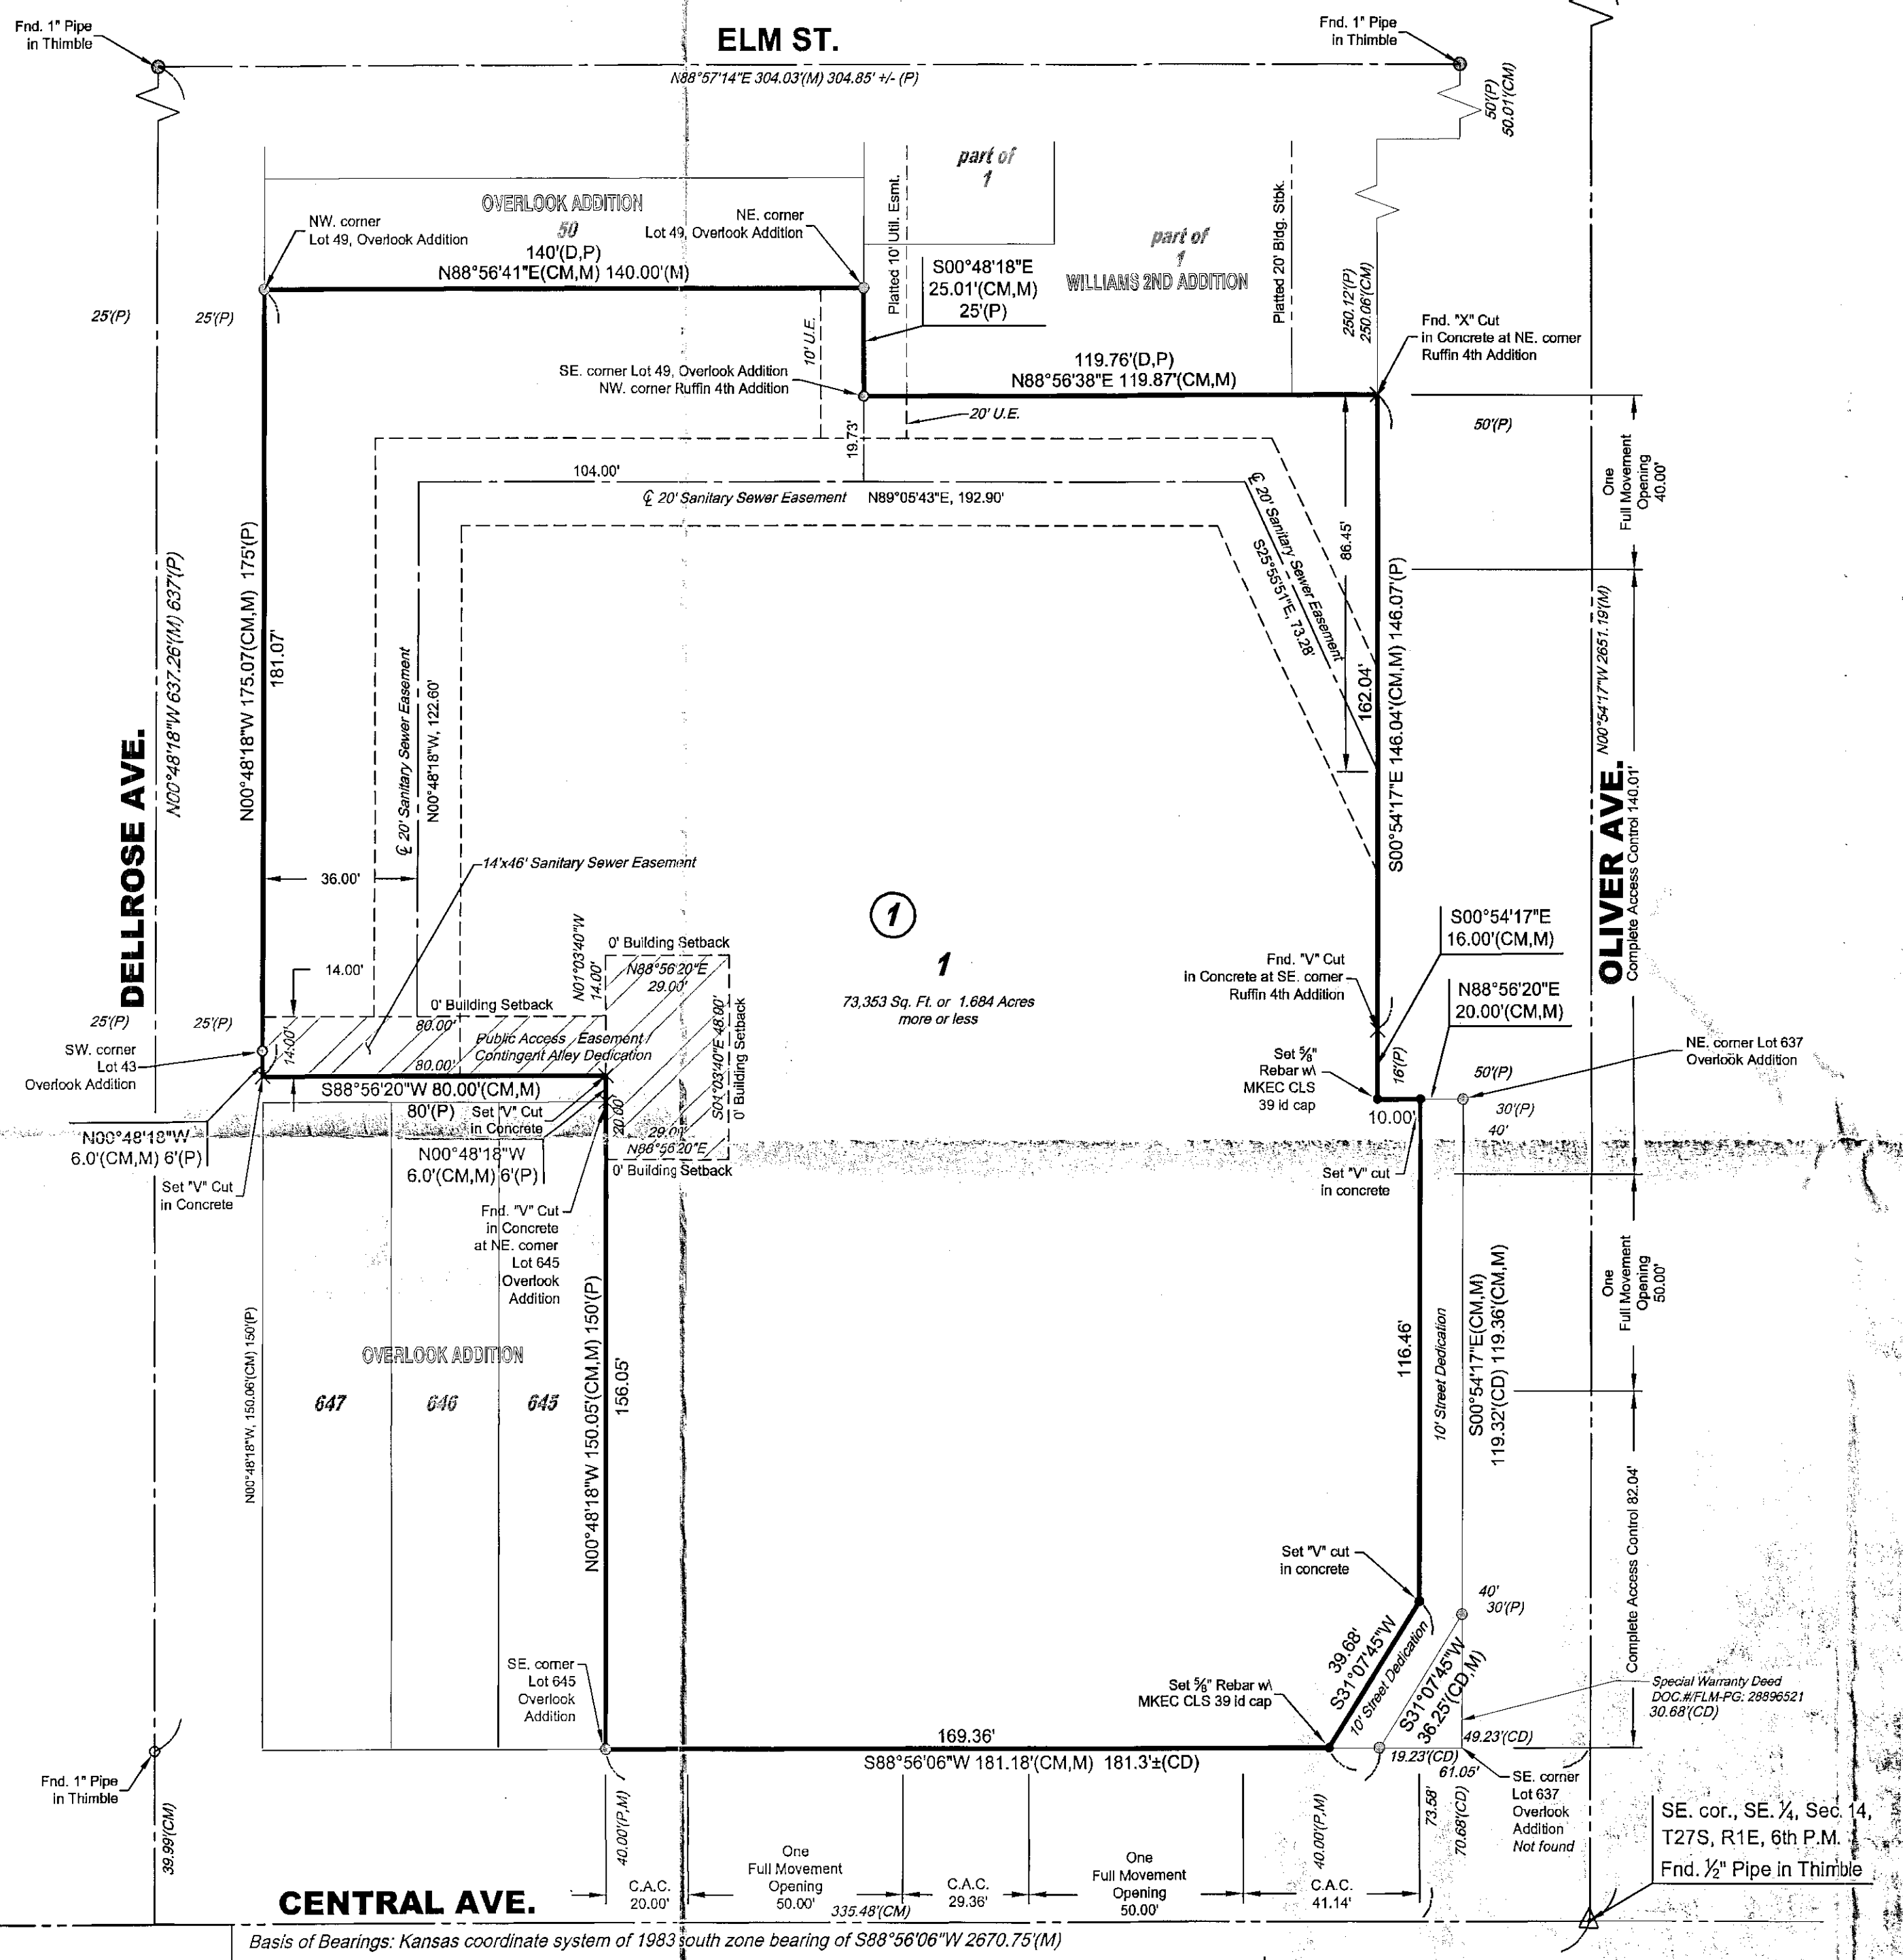 Fnd. 1" Pipe
in Thimble
ELM ST.
N88°57'14"E 304.03'(M) 304.85' +/- (P)
Fnd. 1" Pipe
in Thimble
50'(P)
50.01'(CM)
part of
1
OVERLOOK ADDITION
50
NW. corner
Lot 49, Overlook Addition
NE. corner
Lot 49, Overlook Addition
140'(D,P)
N88°56'41"E(CM,M) 140.00'(M)
Platted 10' Util. Esmt.
S00°48'18"E
25.01'(CM,M)
25'(P)
part of
1
WILLIAMS 2ND ADDITION
Platted 20' Bldg. Stbk.
250.12'(P)
250.06'(CM)
25'(P)
25'(P)
10' U.E.
Fnd. "X" Cut
in Concrete at NE. corner
Ruffin 4th Addition
SE. corner Lot 49, Overlook Addition
NW. corner Ruffin 4th Addition
119.76'(D,P)
N88°56'38"E 119.87'(CM,M)
20' U.E.
19.73'
50'(P)
One
Full Movement
Opening
40.00'
104.00'
℄ 20' Sanitary Sewer Easement N89°05'43"E, 192.90'
℄ 20' Sanitary Sewer Easement
S25°55'51"E, 73.28'
86.45'
162.04'
S00°54'17"E 146.04'(CM,M) 146.07'(P)
N00°54'17"W 2651.19'(M)
N00°48'18"W 175.07(CM,M) 175'(P)
181.07'
N00°48'18"W 637.26'(M) 637'(P)
DELLROSE AVE.
℄ 20' Sanitary Sewer Easement
N00°48'18"W, 122.60'
OLIVER AVE.
Complete Access Control 140.01'
14'x46' Sanitary Sewer Easement
36.00'
1
1
73,353 Sq. Ft. or 1.684 Acres
more or less
S00°54'17"E
16.00'(CM,M)
Fnd. "V" Cut
in Concrete at SE. corner
Ruffin 4th Addition
N88°56'20"E
20.00'(CM,M)
14.00'
N01°03'40"W
14.00'
0' Building Setback
N88°56'20"E
29.00'
0' Building Setback
80.00'
Public Access Easement /
Contingent Alley Dedication
80.00'
14.00'
S01°03'40"E 48.00'
0' Building Setback
25'(P)
25'(P)
SW. corner
Lot 43
Overlook Addition
Set ⅝"
Rebar w\
MKEC CLS
39 id cap
16'(P)
NE. corner Lot 637
Overlook Addition
50'(P)
30'(P)
40'
10.00'
S88°56'20"W 80.00'(CM,M)
80'(P)
Set "V" Cut
in Concrete
20.00'
29.00'
N88°56'20"E
0' Building Setback
N00°48'18"W
6.0'(CM,M) 6'(P)
N00°48'18"W
6.0'(CM,M) 6'(P)
Set "V" Cut
in Concrete
Set "V" cut
in concrete
Fnd. "V" Cut
in Concrete
at NE. corner
Lot 645
Overlook
Addition
One
Full Movement
Opening
50.00'
N00°48'18"W, 150.06'(CM) 150'(P)
OVERLOOK ADDITION
647
646
645
N00°48'18"W 150.05'(CM,M) 150'(P)
156.05'
116.46'
10' Street Dedication
S00°54'17"E(CM,M)
119.32'(CD) 119.36'(CM,M)
Complete Access Control 82.04'
Set "V" cut
in concrete
40'
30'(P)
39.68'
S31°07'45"W
10' Street Dedication
S31°07'45"W
36.25'(CD,M)
SE. corner
Lot 645
Overlook
Addition
Set ⅝" Rebar w\
MKEC CLS 39 id cap
Special Warranty Deed
DOC.#/FLM-PG: 28896521
30.68'(CD)
169.36'
S88°56'06"W 181.18'(CM,M) 181.3'±(CD)
49.23'(CD)
19.23'(CD)
61.05'
Fnd. 1" Pipe
in Thimble
39.99'(CM)
SE. corner
Lot 637
Overlook
Addition
Not found
SE. cor., SE. ¼, Sec. 14,
T27S, R1E, 6th P.M.
Fnd. ½" Pipe in Thimble
40.00'(P,M)
40.00'(P,M)
73.58'
70.68'(CD)
C.A.C.
20.00'
One
Full Movement
Opening
50.00'
335.48'(CM)
C.A.C.
29.36'
One
Full Movement
Opening
50.00'
C.A.C.
41.14'
CENTRAL AVE.
Basis of Bearings: Kansas coordinate system of 1983 south zone bearing of S88°56'06"W 2670.75'(M)